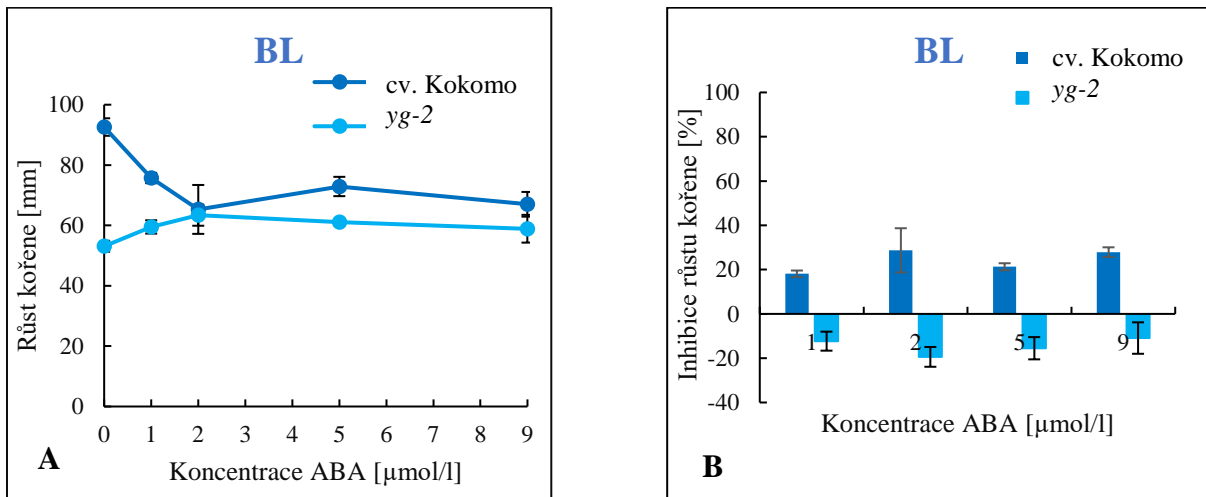 BL
cv. Kokomo
yg-2
Růst kořene [mm]
100
80
60
40
20
0
0 1 2 3 4 5 6 7 8 9
Koncentrace ABA [µmol/l]
A
BL
cv. Kokomo
yg-2
Inhibice růstu kořene [%]
100
80
60
40
20
0
-20
-40
1 2 5 9
Koncentrace ABA [µmol/l]
B